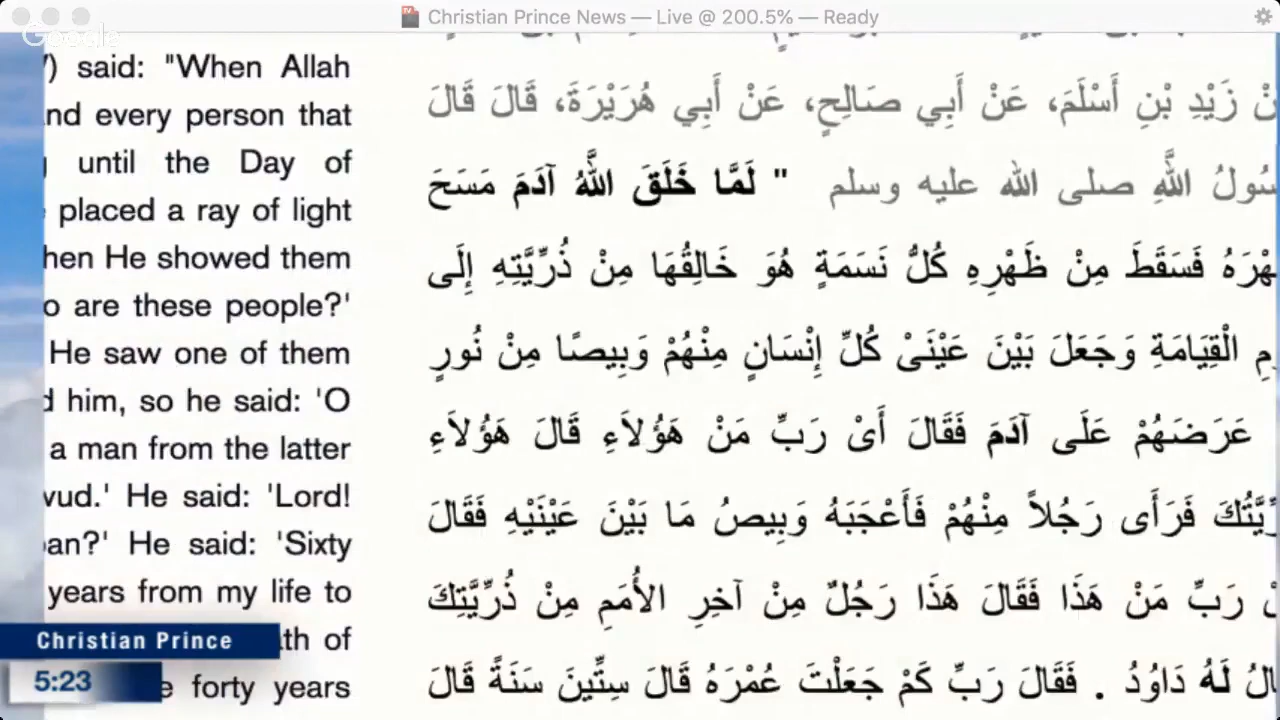 Christian Prince News — Live @ 200.5% — Ready
Google
said: "When Allah
and every person that
until the Day of
placed a ray of light
hen He showed them
o are these people?'
He saw one of them
him, so he said: 'O
a man from the latter
vud.' He said: 'Lord!
an?' He said: 'Sixty
years from my life to
th of
forty years
زَيْدِ بْنِ أَسْلَمَ، عَنْ أَبِي صَالِحٍ، عَنْ أَبِي هُرَيْرَةَ، قَالَ قَالَ
سُولُ اللَّهِ صلى الله عليه وسلم " لَمَّا خَلَقَ اللَّهُ آدَمَ مَسَحَ
هْرَهُ فَسَقَطَ مِنْ ظَهْرِهِ كُلُّ نَسَمَةٍ هُوَ خَالِقُهَا مِنْ ذُرِّيَّتِهِ إِلَى
مِ الْقِيَامَةِ وَجَعَلَ بَيْنَ عَيْنَىْ كُلِّ إِنْسَانٍ مِنْهُمْ وَبِيصًا مِنْ نُورٍ
عَرَضَهُمْ عَلَى آدَمَ فَقَالَ أَىْ رَبِّ مَنْ هَؤُلاَءِ قَالَ هَؤُلاَءِ
رِّيَّتُكَ فَرَأَى رَجُلاً مِنْهُمْ فَأَعْجَبَهُ وَبِيصُ مَا بَيْنَ عَيْنَيْهِ فَقَالَ
رَبِّ مَنْ هَذَا فَقَالَ هَذَا رَجُلٌ مِنْ آخِرِ الأُمَمِ مِنْ ذُرِّيَّتِكَ
الُ لَهُ دَاوُدُ . فَقَالَ رَبِّ كَمْ جَعَلْتَ عُمْرَهُ قَالَ سِتِّينَ سَنَةً قَالَ
Christian Prince
5:23